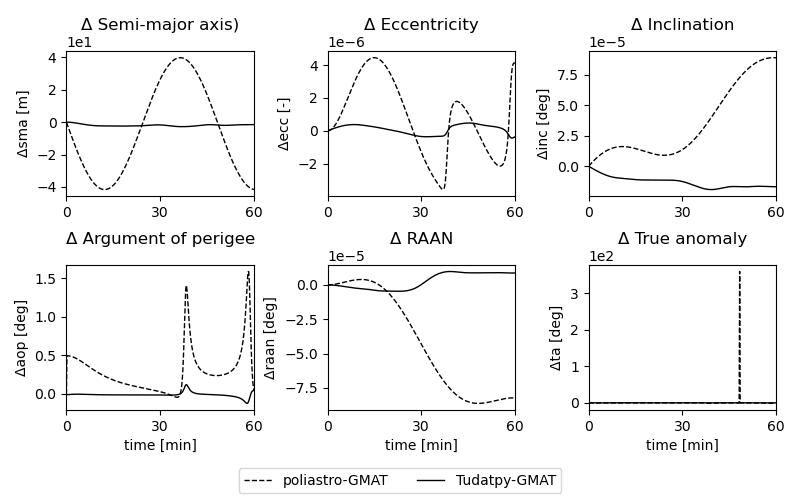 Δ Semi-major axis)
Δ Eccentricity
Δ Inclination
1e1
1e−6
1e−5
Δsma [m]
4
2
0
−2
−4
0
30
60
Δecc [-]
4
2
0
−2
0
30
60
Δinc [deg]
7.5
5.0
2.5
0.0
0
30
60
Δ Argument of perigee
Δ RAAN
Δ True anomaly
1e−5
1e2
Δaop [deg]
1.5
1.0
0.5
0.0
0
30
60
time [min]
Δraan [deg]
0.0
−2.5
−5.0
−7.5
0
30
60
time [min]
Δta [deg]
3
2
1
0
0
30
60
time [min]
poliastro-GMAT
Tudatpy-GMAT